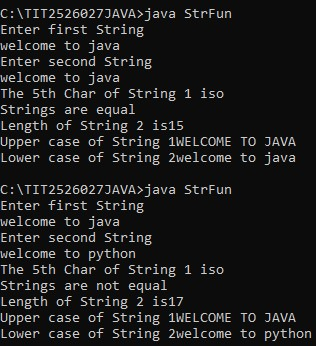 C:\TIT2526027JAVA>java StrFun
Enter first String
welcome to java
Enter second String
welcome to java
The 5th Char of String 1 iso
Strings are equal
Length of String 2 is15
Upper case of String 1WELCOME TO JAVA
Lower case of String 2welcome to java
C:\TIT2526027JAVA>java StrFun
Enter first String
welcome to java
Enter second String
welcome to python
The 5th Char of String 1 iso
Strings are not equal
Length of String 2 is17
Upper case of String 1WELCOME TO JAVA
Lower case of String 2welcome to python